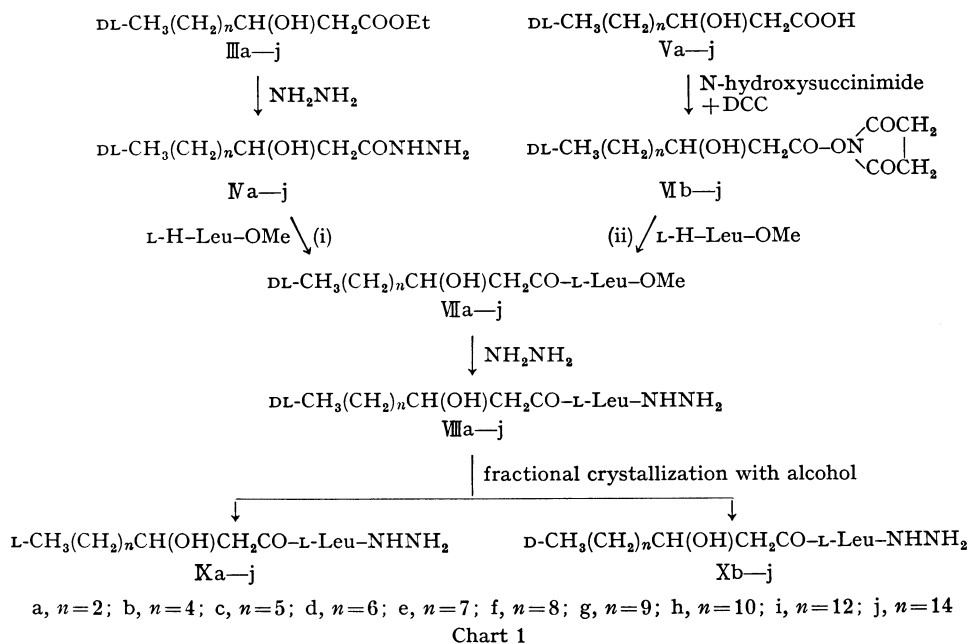 DL-CH₃(CH₂)ₙCH(OH)CH₂COOEt DL-CH₃(CH₂)ₙCH(OH)CH₂COOH
Ⅲa—j Ⅴa—j
NH₂NH₂ N-hydroxysuccinimide
+DCC
DL-CH₃(CH₂)ₙCH(OH)CH₂CONHNH₂ DL-CH₃(CH₂)ₙCH(OH)CH₂CO–ON COCH₂ COCH₂
Ⅳa—j Ⅵb—j
L-H–Leu–OMe (i) (ii) L-H–Leu–OMe
DL-CH₃(CH₂)ₙCH(OH)CH₂CO–L-Leu–OMe
Ⅶa—j
NH₂NH₂
DL-CH₃(CH₂)ₙCH(OH)CH₂CO–L-Leu–NHNH₂
Ⅷa—j
fractional crystallization with alcohol
L-CH₃(CH₂)ₙCH(OH)CH₂CO–L-Leu–NHNH₂ D-CH₃(CH₂)ₙCH(OH)CH₂CO–L-Leu–NHNH₂
Ⅸa—j Ⅹb—j
a, n=2; b, n=4; c, n=5; d, n=6; e, n=7; f, n=8; g, n=9; h, n=10; i, n=12; j, n=14
Chart 1